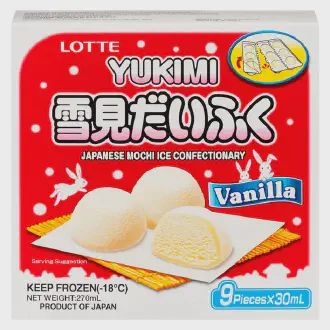 LOTTE
YUKIMI
雪見だいふく
JAPANESE MOCHI ICE CONFECTIONARY
Vanilla
Serving Suggestion
KEEP FROZEN(-18°C)
NET WEIGHT:270mL
PRODUCT OF JAPAN
9Pieces×30mL